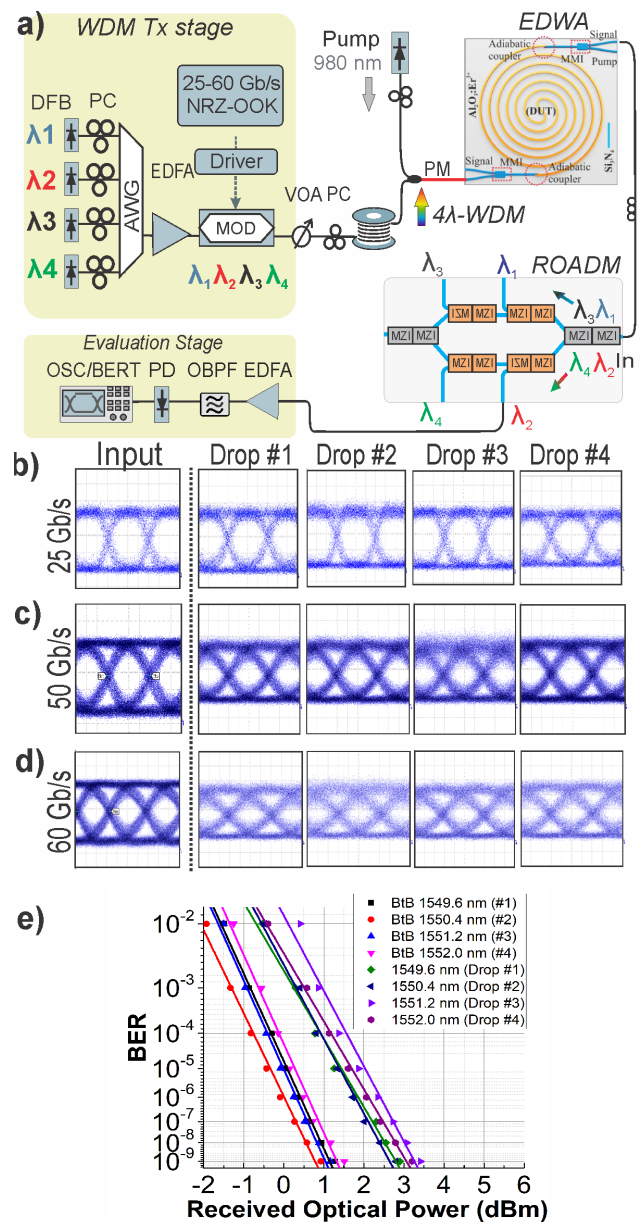 a)
WDM Tx stage
DFB
PC
λ1
λ2
λ3
λ4
AWG
EDFA
25-60 Gb/s
NRZ-OOK
Driver
MOD
λ1 λ2 λ3 λ4
VOA PC
Pump
980 nm
PM
4λ-WDM
EDWA
Signal
Adiabatic
coupler
MMI
Pump
Al2O3:Er3+
(DUT)
Si3N4
Signal
MMI
Adiabatic
coupler
ROADM
λ3
λ1
λ3 λ1
MZI MZI
MZI MZI
MZI MZI
MZI MZI
MZI MZI
MZI MZI
λ4 λ2
In
λ4
λ2
Evaluation Stage
OSC/BERT
PD
OBPF
EDFA
b)
Input
Drop #1
Drop #2
Drop #3
Drop #4
25 Gb/s
c)
50 Gb/s
d)
60 Gb/s
e)
BtB 1549.6 nm (#1)
BtB 1550.4 nm (#2)
BtB 1551.2 nm (#3)
BtB 1552.0 nm (#4)
1549.6 nm (Drop #1)
1550.4 nm (Drop #2)
1551.2 nm (Drop #3)
1552.0 nm (Drop #4)
BER
10-2
10-3
10-4
10-5
10-6
10-7
10-8
10-9
-2 -1 0 1 2 3 4 5 6
Received Optical Power (dBm)